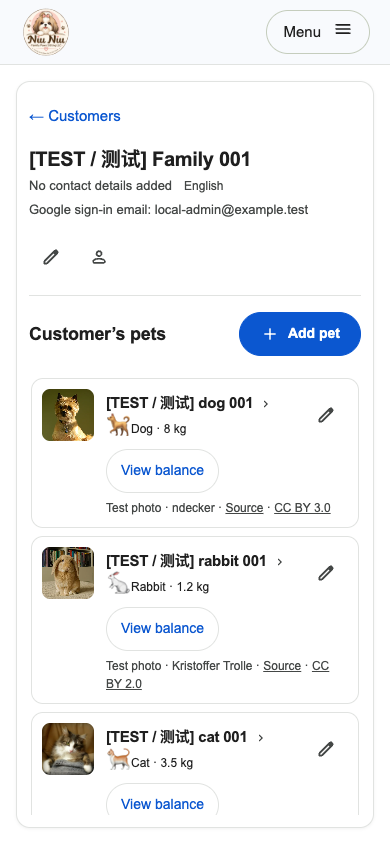 Niu Niu
Menu
← Customers
[TEST / 测试] Family 001
No contact details added English
Google sign-in email: local-admin@example.test
Customer’s pets
Add pet
[TEST / 测试] dog 001 ›
Dog · 8 kg
View balance
Test photo · ndecker · Source · CC BY 3.0
[TEST / 测试] rabbit 001 ›
Rabbit · 1.2 kg
View balance
Test photo · Kristoffer Trolle · Source · CC
BY 2.0
[TEST / 测试] cat 001 ›
Cat · 3.5 kg
View balance